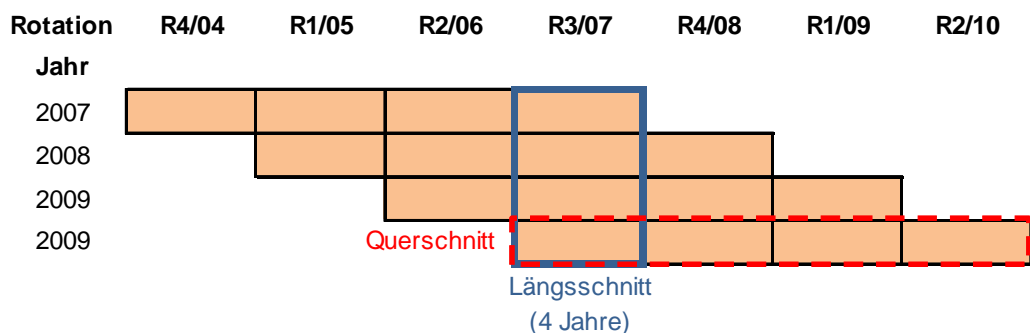 Rotation R4/04 R1/05 R2/06 R3/07 R4/08 R1/09 R2/10
Jahr
2007
2008
2009
2009
Querschnitt
Längsschnitt
(4 Jahre)